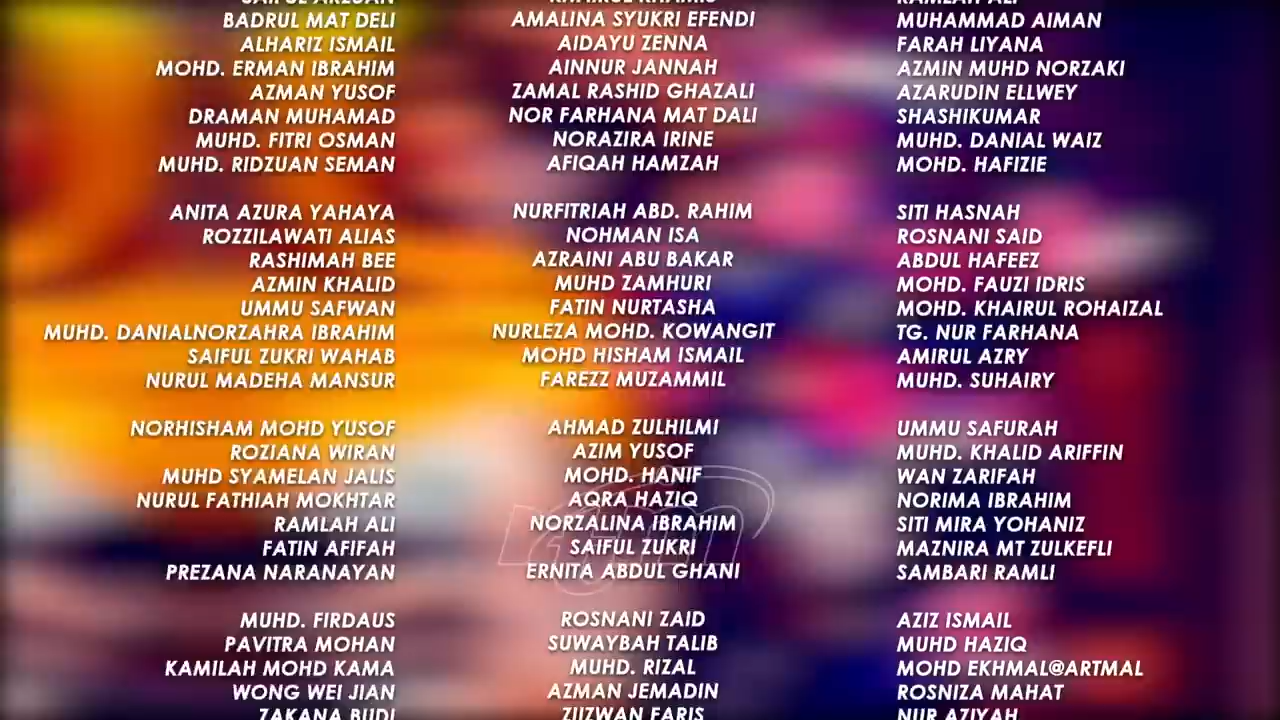 BADRUL MAT DELI
ALHARIZ ISMAIL
MOHD. ERMAN IBRAHIM
AZMAN YUSOF
DRAMAN MUHAMAD
MUHD. FITRI OSMAN
MUHD. RIDZUAN SEMAN
ANITA AZURA YAHAYA
ROZZILAWATI ALIAS
RASHIMAH BEE
AZMIN KHALID
UMMU SAFWAN
MUHD. DANIALNORZAHRA IBRAHIM
SAIFUL ZUKRI WAHAB
NURUL MADEHA MANSUR
NORHISHAM MOHD YUSOF
ROZIANA WIRAN
MUHD SYAMELAN JALIS
NURUL FATHIAH MOKHTAR
RAMLAH ALI
FATIN AFIFAH
PREZANA NARANAYAN
MUHD. FIRDAUS
PAVITRA MOHAN
KAMILAH MOHD KAMA
WONG WEI JIAN
ZAKANA BUDI
AMALINA SYUKRI EFENDI
AIDAYU ZENNA
AINNUR JANNAH
ZAMAL RASHID GHAZALI
NOR FARHANA MAT DALI
NORAZIRA IRINE
AFIQAH HAMZAH
NURFITRIAH ABD. RAHIM
NOHMAN ISA
AZRAINI ABU BAKAR
MUHD ZAMHURI
FATIN NURTASHA
NURLEZA MOHD. KOWANGIT
MOHD HISHAM ISMAIL
FAREZZ MUZAMMIL
AHMAD ZULHILMI
AZIM YUSOF
MOHD. HANIF
AQRA HAZIQ
NORZALINA IBRAHIM
SAIFUL ZUKRI
ERNITA ABDUL GHANI
ROSNANI ZAID
SUWAYBAH TALIB
MUHD. RIZAL
AZMAN JEMADIN
FARIS
RAMLAH ALI
MUHAMMAD AIMAN
FARAH LIYANA
AZMIN MUHD NORZAKI
AZARUDIN ELLWEY
SHASHIKUMAR
MUHD. DANIAL WAIZ
MOHD. HAFIZIE
SITI HASNAH
ROSNANI SAID
ABDUL HAFEEZ
MOHD. FAUZI IDRIS
MOHD. KHAIRUL ROHAIZAL
TG. NUR FARHANA
AMIRUL AZRY
MUHD. SUHAIRY
UMMU SAFURAH
MUHD. KHALID ARIFFIN
WAN ZARIFAH
NORIMA IBRAHIM
SITI MIRA YOHANIZ
MAZNIRA MT ZULKEFLI
SAMBARI RAMLI
AZIZ ISMAIL
MUHD HAZIQ
MOHD EKHMAL@ARTMAL
ROSNIZA MAHAT
NUR AZIYAH